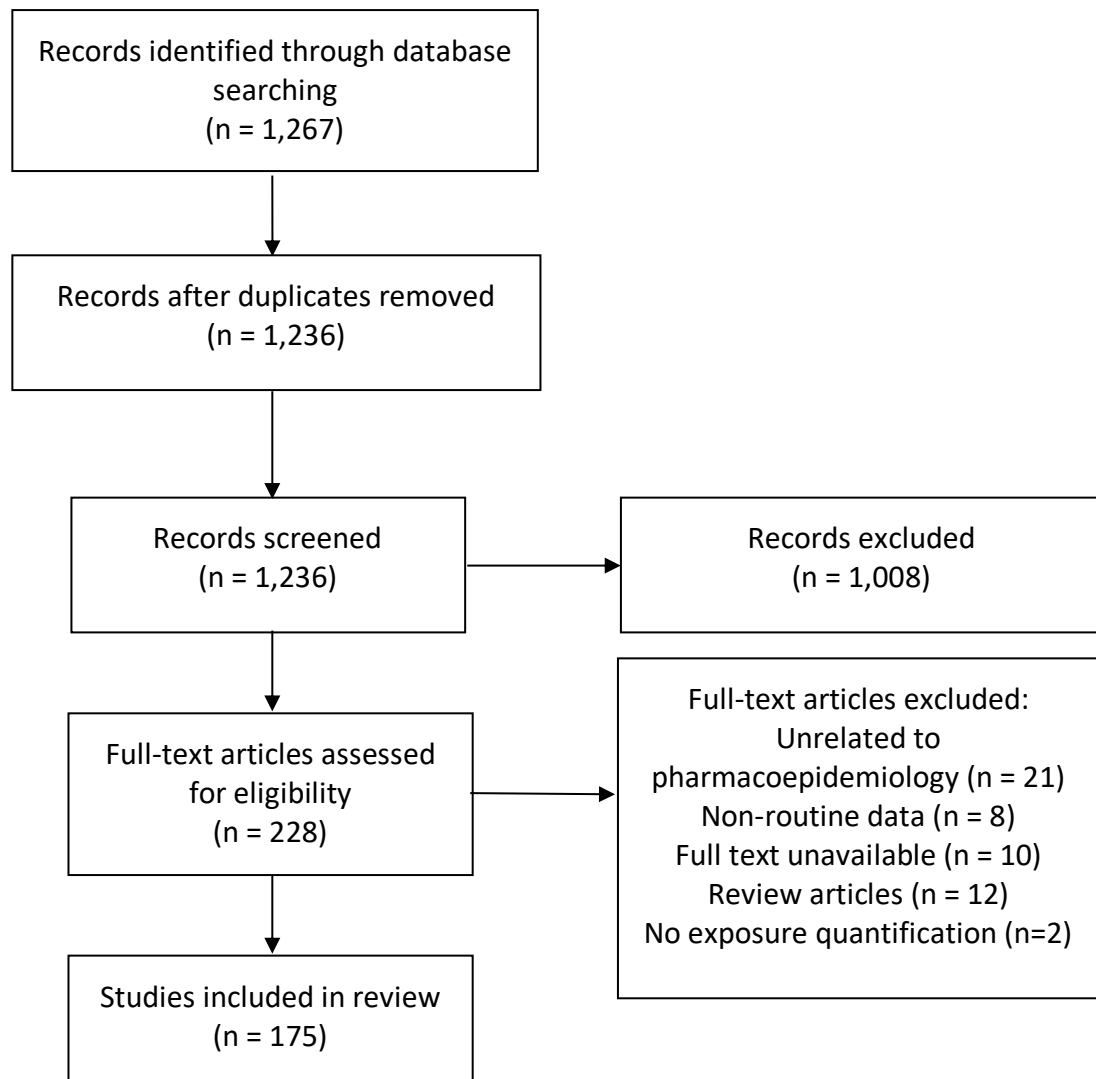 Records identified through database
searching
(n = 1,267)
Records after duplicates removed
(n = 1,236)
Records screened
(n = 1,236)
Records excluded
(n = 1,008)
Full-text articles assessed
for eligibility
(n = 228)
Full-text articles excluded:
Unrelated to
pharmacoepidemiology (n = 21)
Non-routine data (n = 8)
Full text unavailable (n = 10)
Review articles (n = 12)
No exposure quantification (n=2)
Studies included in review
(n = 175)